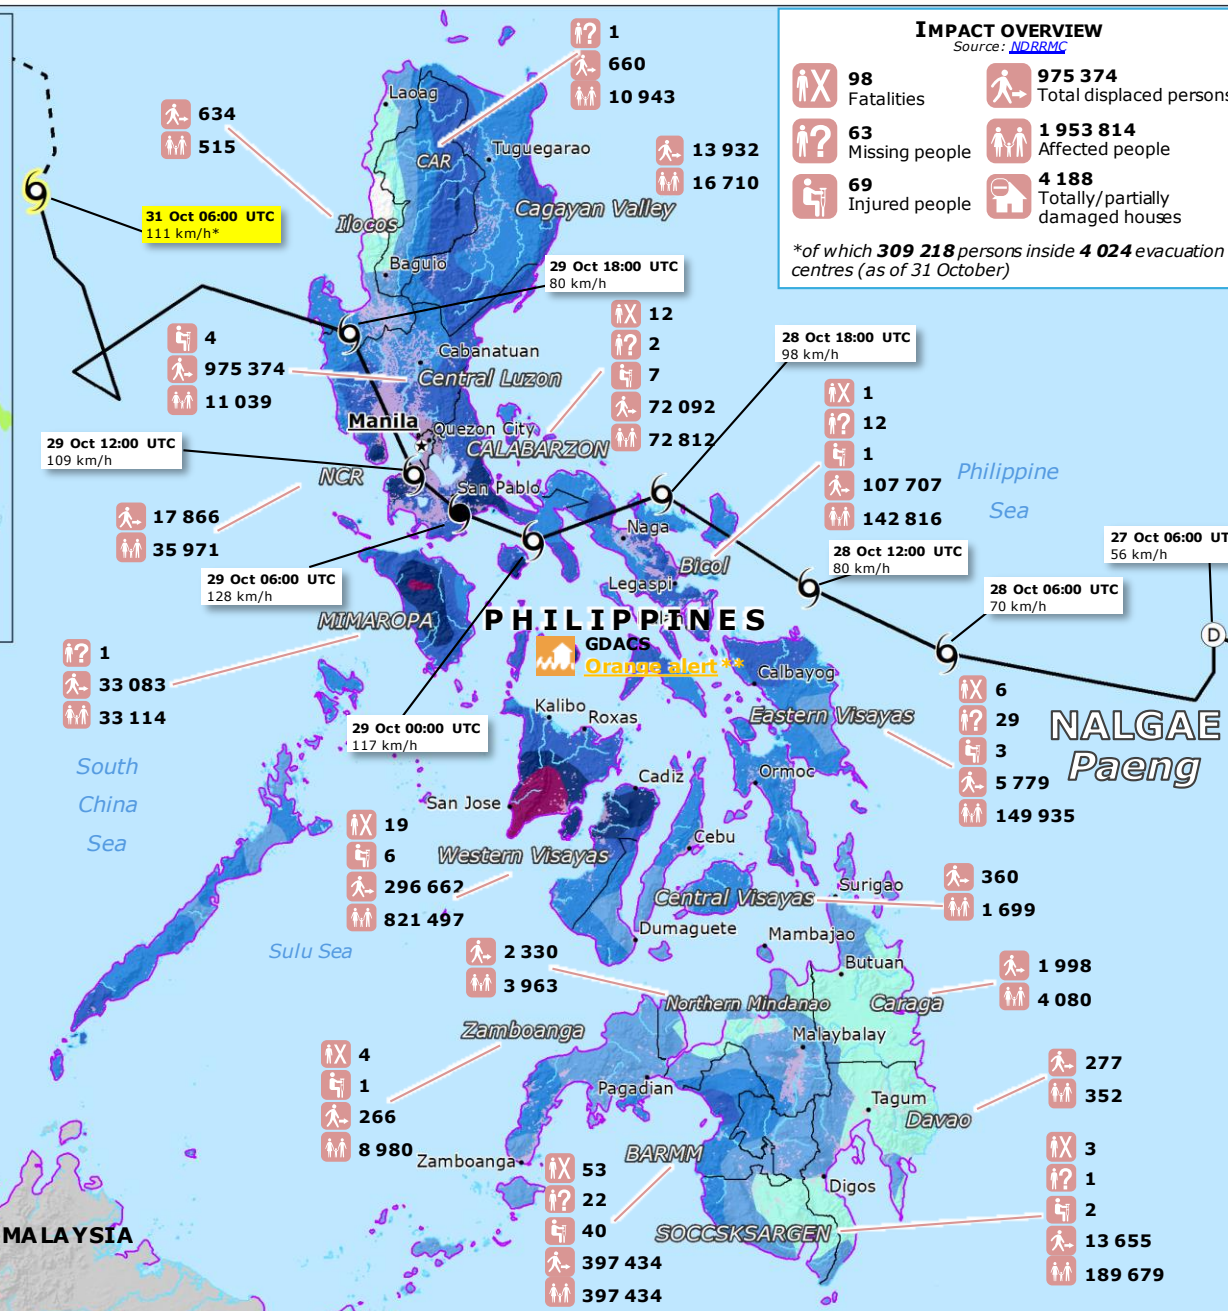 IMPACT OVERVIEW
Source: NDRRMC
98
Fatalities
975 374
Total displaced persons
63
Missing people
1 953 814
Affected people
69
Injured people
4 188
Totally/partially
damaged houses
*of which 309 218 persons inside 4 024 evacuation
centres (as of 31 October)
1
660
10 943
634
515
Laoag
CAR
Tuguegarao
13 932
16 710
Cagayan Valley
Ilocos
31 Oct 06:00 UTC
111 km/h*
Baguio
29 Oct 18:00 UTC
80 km/h
12
2
7
72 092
72 812
28 Oct 18:00 UTC
98 km/h
4
975 374
11 039
Cabanatuan
Central Luzon
1
12
1
107 707
142 816
Manila
Quezon City
CALABARZON
29 Oct 12:00 UTC
109 km/h
NCR
San Pablo
Philippine
Sea
17 866
35 971
Naga
Bicol
Legaspi
27 Oct 06:00 UT
56 km/h
28 Oct 12:00 UTC
80 km/h
29 Oct 06:00 UTC
128 km/h
28 Oct 06:00 UTC
70 km/h
MIMAROPA
PHILIPPINES
D
GDACS
Orange alert**
1
33 083
33 114
Calbayog
Kalibo
Roxas
Eastern Visayas
6
29
3
5 779
149 935
29 Oct 00:00 UTC
117 km/h
NALGAE
Paeng
South
China
Sea
Cadiz
Ormoc
San Jose
19
6
296 662
821 497
Western Visayas
Cebu
Central Visayas
Surigao
360
1 699
Sulu Sea
Dumaguete
Mambajao
2 330
3 963
Butuan
1 998
4 080
Northern Mindanao
Caraga
Zamboanga
Malaybalay
4
1
266
8 980
Pagadian
277
352
Tagum
Davao
Zamboanga
BARMM
53
22
40
397 434
397 434
Digos
3
1
2
13 655
189 679
SOCCSKSARGEN
MALAYSIA